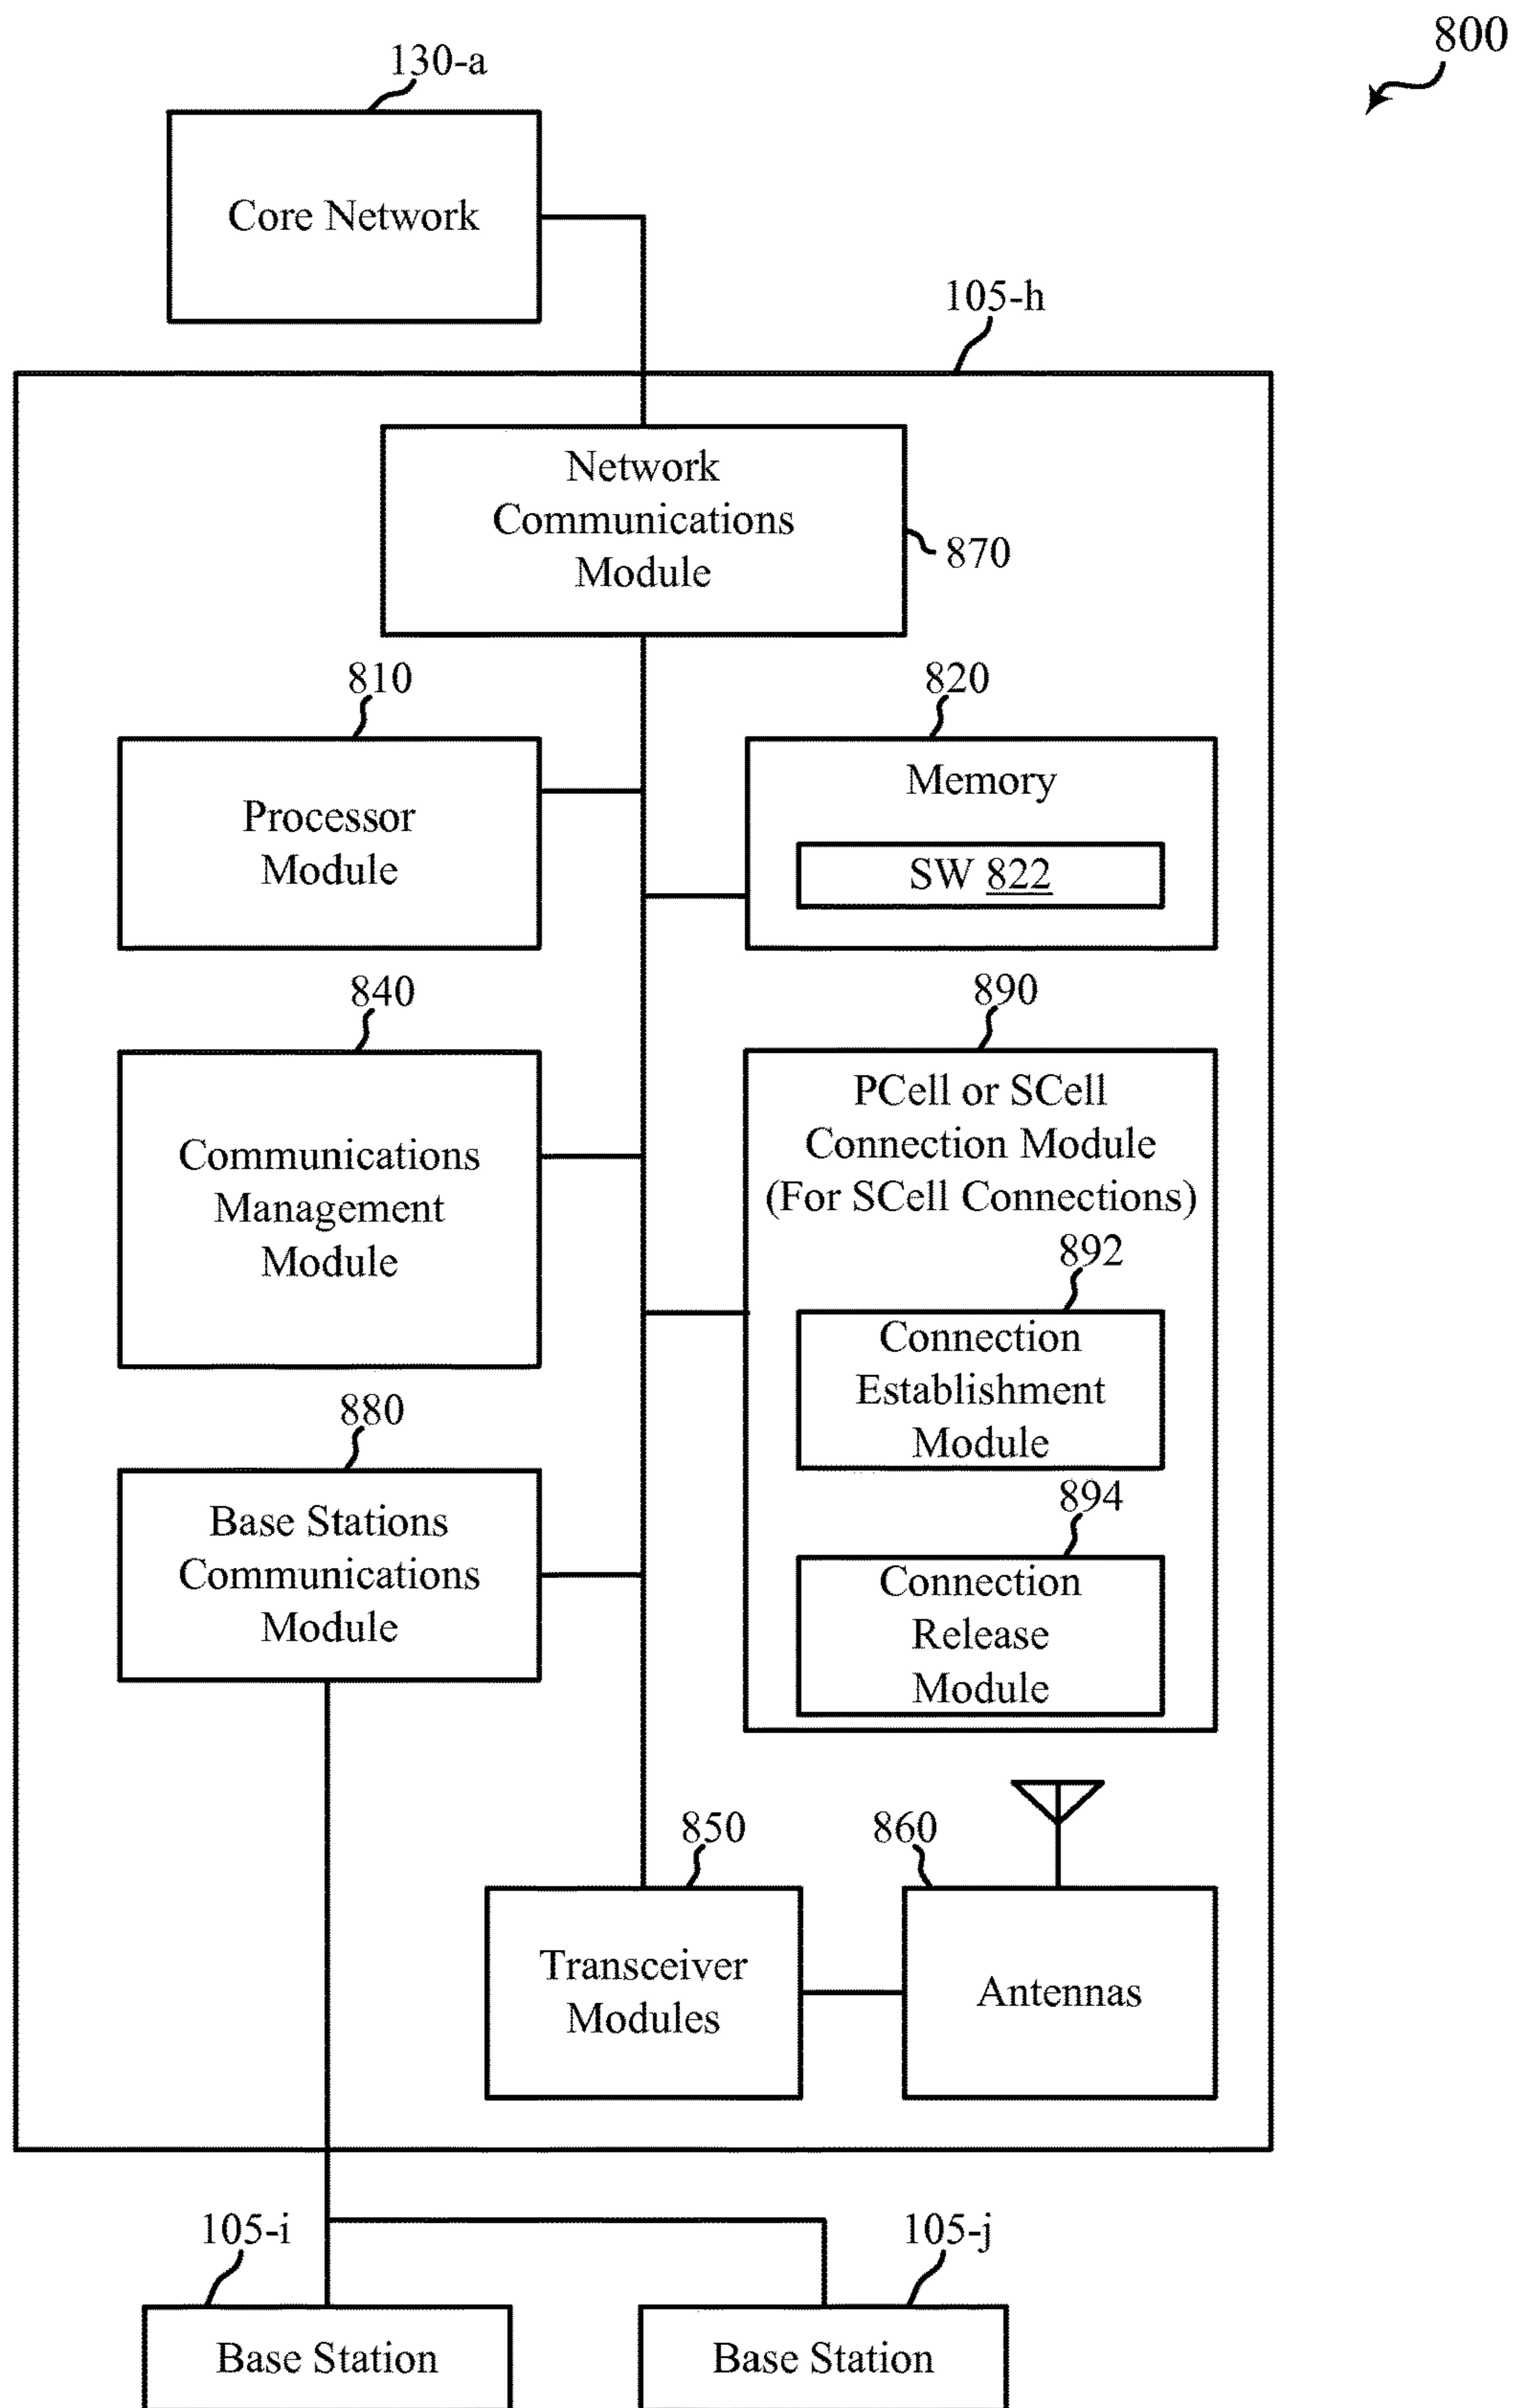 800
130-a
Core Network
105-h
Network
Communications
Module
870
810
820
Processor
Module
Memory
SW 822
840
890
Communications
Management
Module
PCell or SCell
Connection Module
(For SCell Connections)
892
Connection
Establishment
Module
880
Base Stations
Communications
Module
894
Connection
Release
Module
850
860
Transceiver
Modules
Antennas
105-i
105-j
Base Station
Base Station